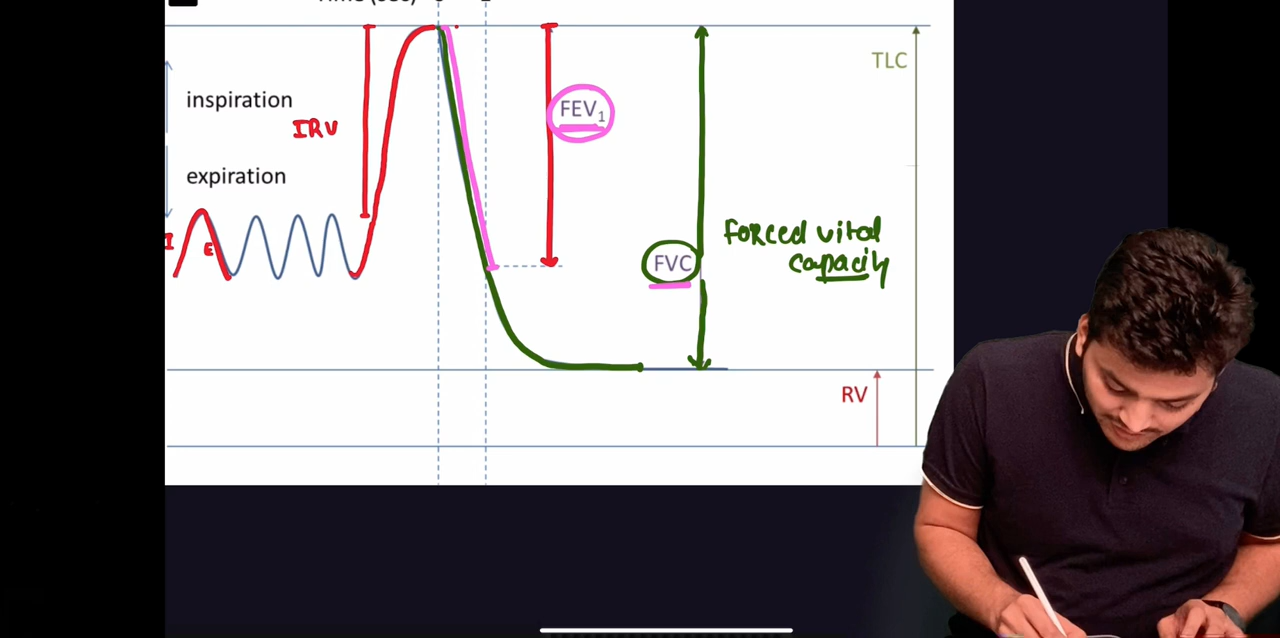 TLC
inspiration
FEV₁
IRV
expiration
I
E
Forced vital
capacity
FVC
RV